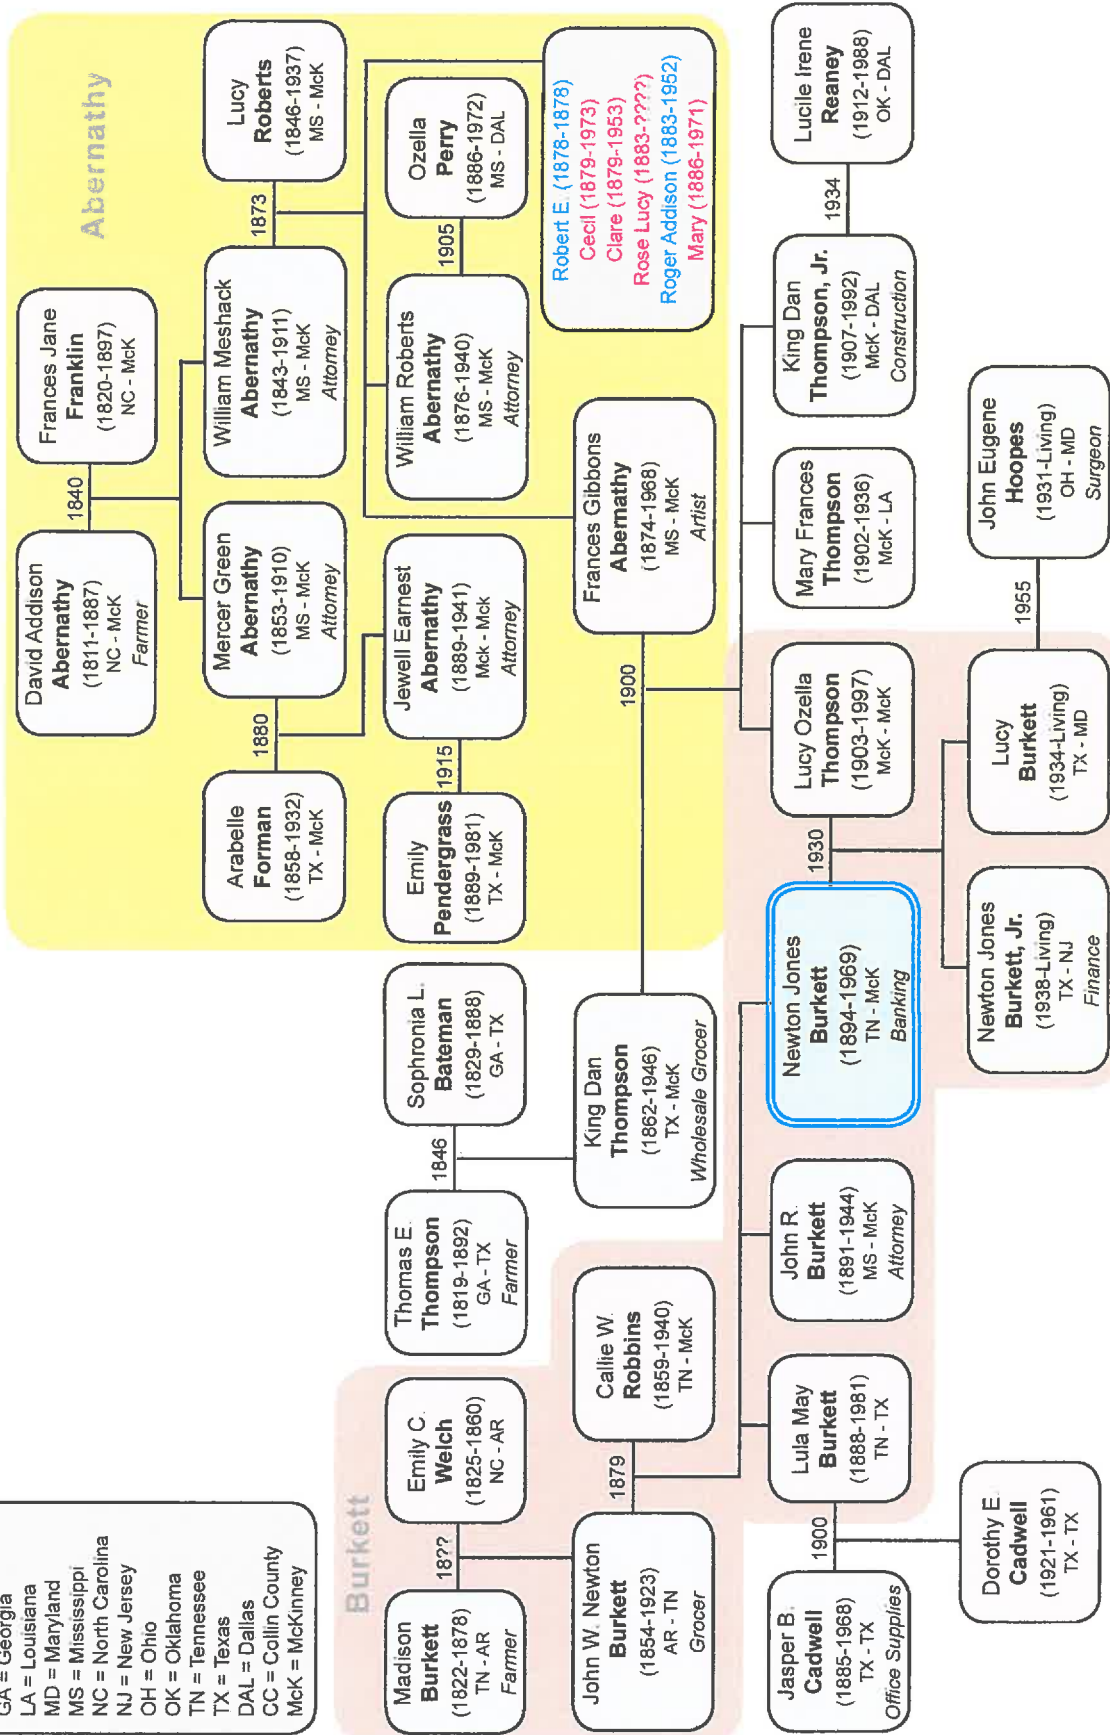 GA = Georgia
LA = Louisiana
MD = Maryland
MS = Mississippi
NC = North Carolina
NJ = New Jersey
OH = Ohio
OK = Oklahoma
TN = Tennessee
TX = Texas
DAL = Dallas
CC = Collin County
McK = McKinney
Abernathy
David Addison
Abernathy
(1811-1887)
NC - McK
Farmer
1840
Frances Jane
Franklin
(1820-1897)
NC - McK
Arabelle
Forman
(1858-1932)
TX - McK
1880
Mercer Green
Abernathy
(1853-1910)
MS - McK
Attorney
William Meshack
Abernathy
(1843-1911)
MS - McK
Attorney
1873
Lucy
Roberts
(1846-1937)
MS - McK
Emily
Pendergrass
(1889-1981)
TX - McK
1915
Jewell Earnest
Abernathy
(1889-1941)
Mck - Mck
Attorney
William Roberts
Abernathy
(1876-1940)
MS - McK
Attorney
1905
Ozella
Perry
(1886-1972)
MS - DAL
Frances Gibbons
Abernathy
(1874-1968)
MS - McK
Artist
Robert E. (1878-1878)
Cecil (1879-1973)
Clare (1879-1953)
Rose Lucy (1883-????)
Roger Addison (1883-1952)
Mary (1886-1971)
Burkett
Madison
Burkett
(1822-1878)
TN - AR
Farmer
18??
Emily C.
Welch
(1825-1860)
NC - AR
Thomas E.
Thompson
(1819-1892)
GA - TX
Farmer
1846
Sophronia L.
Bateman
(1829-1888)
GA - TX
John W. Newton
Burkett
(1854-1923)
AR - TN
Grocer
1879
Callie W.
Robbins
(1859-1940)
TN - McK
King Dan
Thompson
(1862-1946)
TX - McK
Wholesale Grocer
1900
Jasper B.
Cadwell
(1885-1968)
TX - TX
Office Supplies
1900
Lula May
Burkett
(1888-1981)
TN - TX
John R.
Burkett
(1891-1944)
MS - McK
Attorney
Newton Jones
Burkett
(1894-1969)
TN - McK
Banking
1930
Lucy Ozella
Thompson
(1903-1997)
McK - McK
Mary Frances
Thompson
(1902-1936)
McK - LA
King Dan
Thompson, Jr.
(1907-1992)
McK - DAL
Construction
1934
Lucile Irene
Reaney
(1912-1988)
OK - DAL
Dorothy E.
Cadwell
(1921-1961)
TX - TX
Newton Jones
Burkett, Jr.
(1938-Living)
TX - NJ
Finance
Lucy
Burkett
(1934-Living)
TX - MD
1955
John Eugene
Hoopes
(1931-Living)
OH - MD
Surgeon